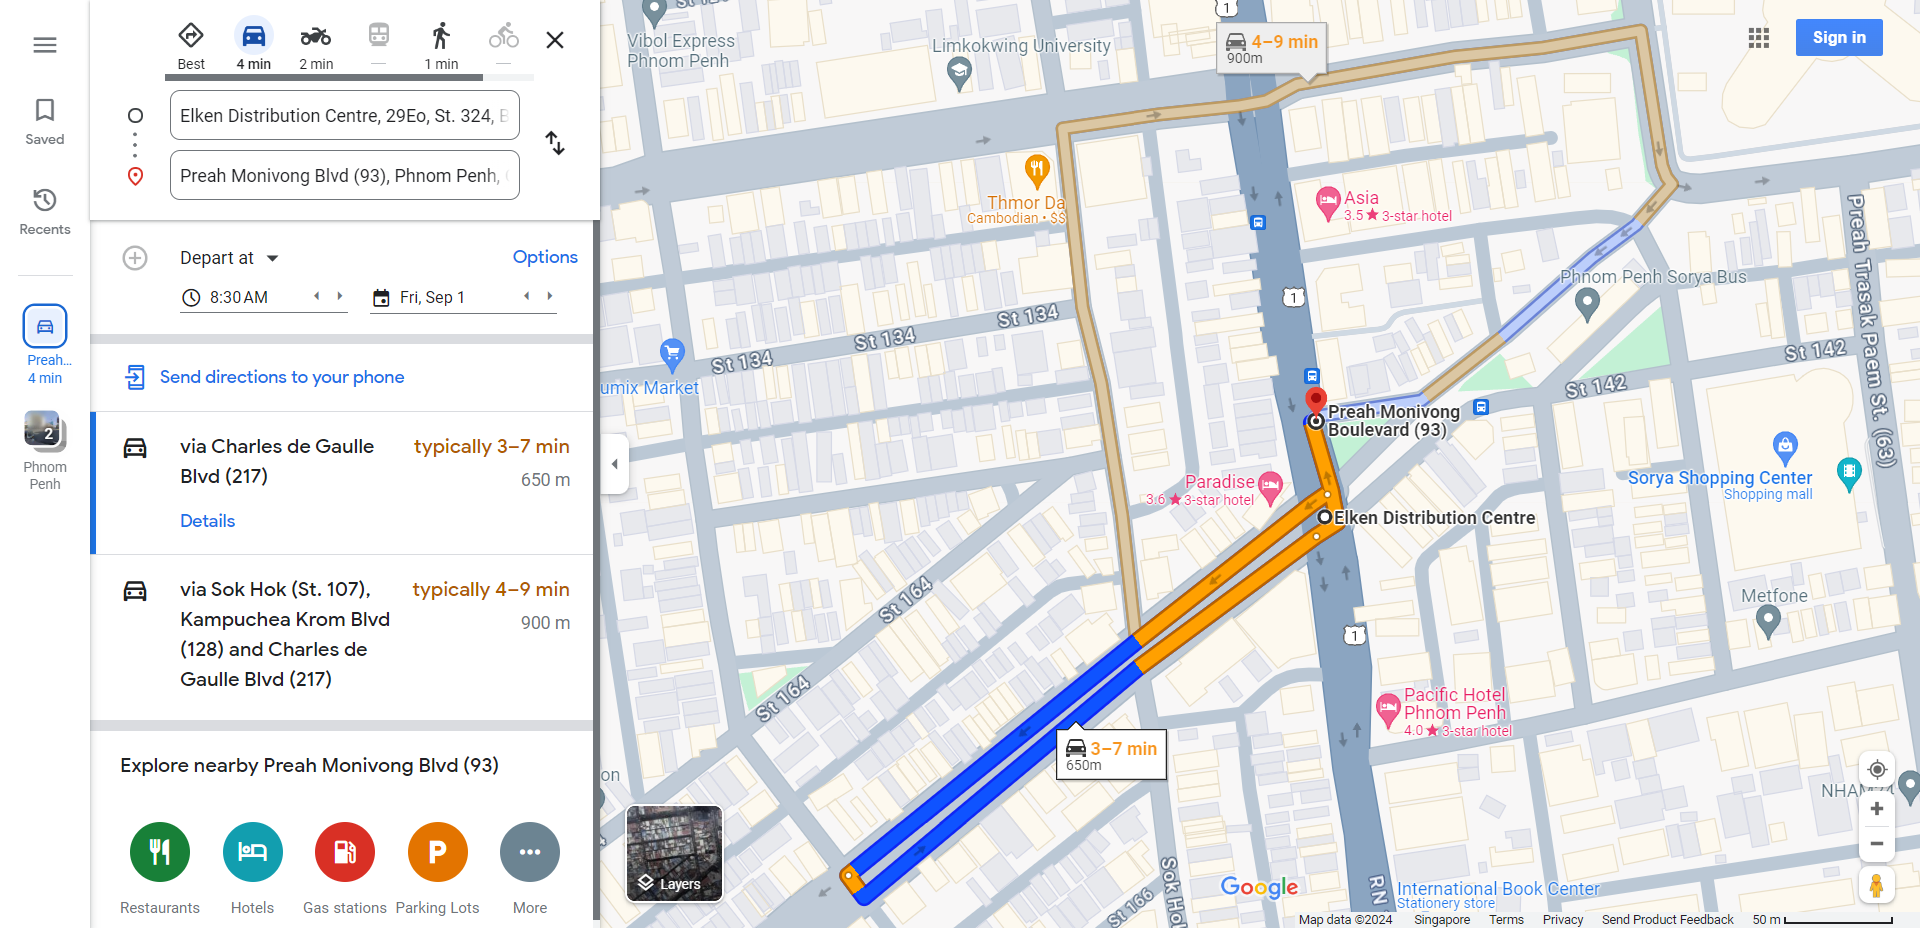 Saved
Recents
Preah...
4 min
2
Phnom
Penh
Best
4 min
2 min
—
1 min
—
Elken Distribution Centre, 29Eo, St. 324, B
Preah Monivong Blvd (93), Phnom Penh,
Depart at
Options
8:30 AM
Fri, Sep 1
Send directions to your phone
via Charles de Gaulle
Blvd (217)
typically 3–7 min
650 m
Details
via Sok Hok (St. 107),
Kampuchea Krom Blvd
(128) and Charles de
Gaulle Blvd (217)
typically 4–9 min
900 m
Explore nearby Preah Monivong Blvd (93)
Restaurants
Hotels
Gas stations
P
Parking Lots
More
Vibol Express
Phnom Penh
Limkokwing University
1
4–9 min
900m
Sign in
Thmor Da
Cambodian • $$
Asia
3.5 ★ 3-star hotel
1
Phnom Penh Sorya Bus
Preah Trasak Paem St. (63)
St 134
St 134
St 134
umix Market
St 142
St 142
Preah Monivong
Boulevard (93)
Paradise
3.6 ★ 3-star hotel
Elken Distribution Centre
Sorya Shopping Center
Shopping mall
St 164
St 164
Metfone
1
Pacific Hotel
Phnom Penh
4.0 ★ 3-star hotel
3–7 min
650m
on
Layers
Sok Hok
St 166
RN
Google
International Book Center
Stationery store
Map data ©2024
Singapore
Terms
Privacy
Send Product Feedback
50 m